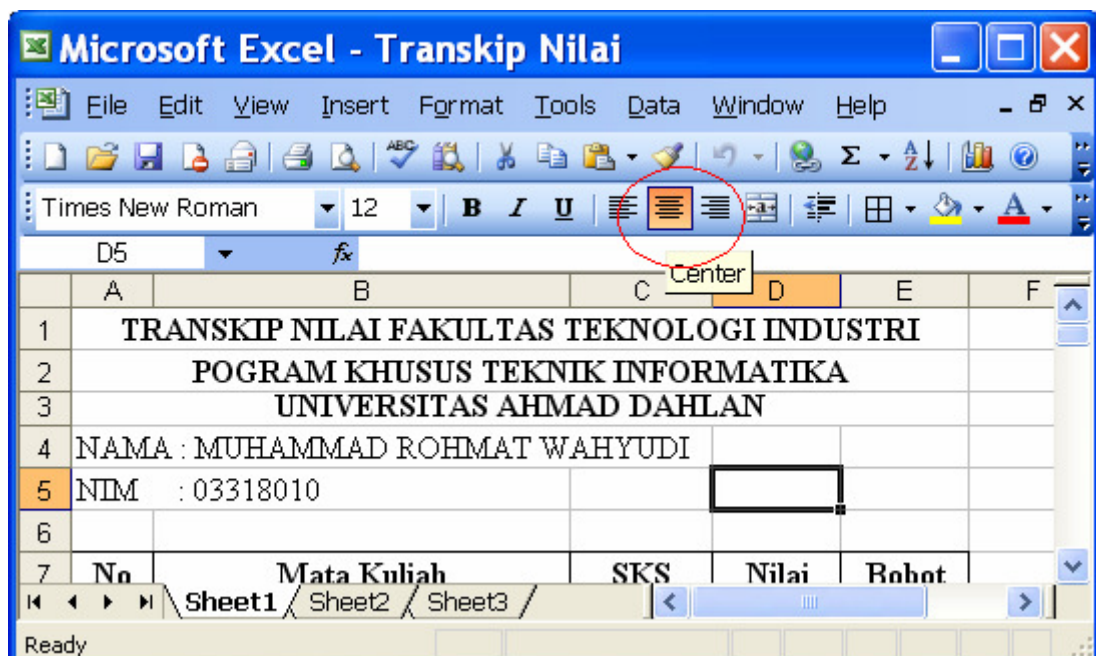 Microsoft Excel - Transkip Nilai
File Edit View Insert Format Tools Data Window Help
ABC Σ A Z
Times New Roman 12 B I U a A
D5 fx
Center
A B C D E F
1 TRANSKIP NILAI FAKULTAS TEKNOLOGI INDUSTRI
2 POGRAM KHUSUS TEKNIK INFORMATIKA
3 UNIVERSITAS AHMAD DAHLAN
4 NAMA : MUHAMMAD ROHMAT WAHYUDI
5 NIM : 03318010
6
7 No Mata Kuliah SKS Nilai Bobot
Sheet1 Sheet2 Sheet3
Ready